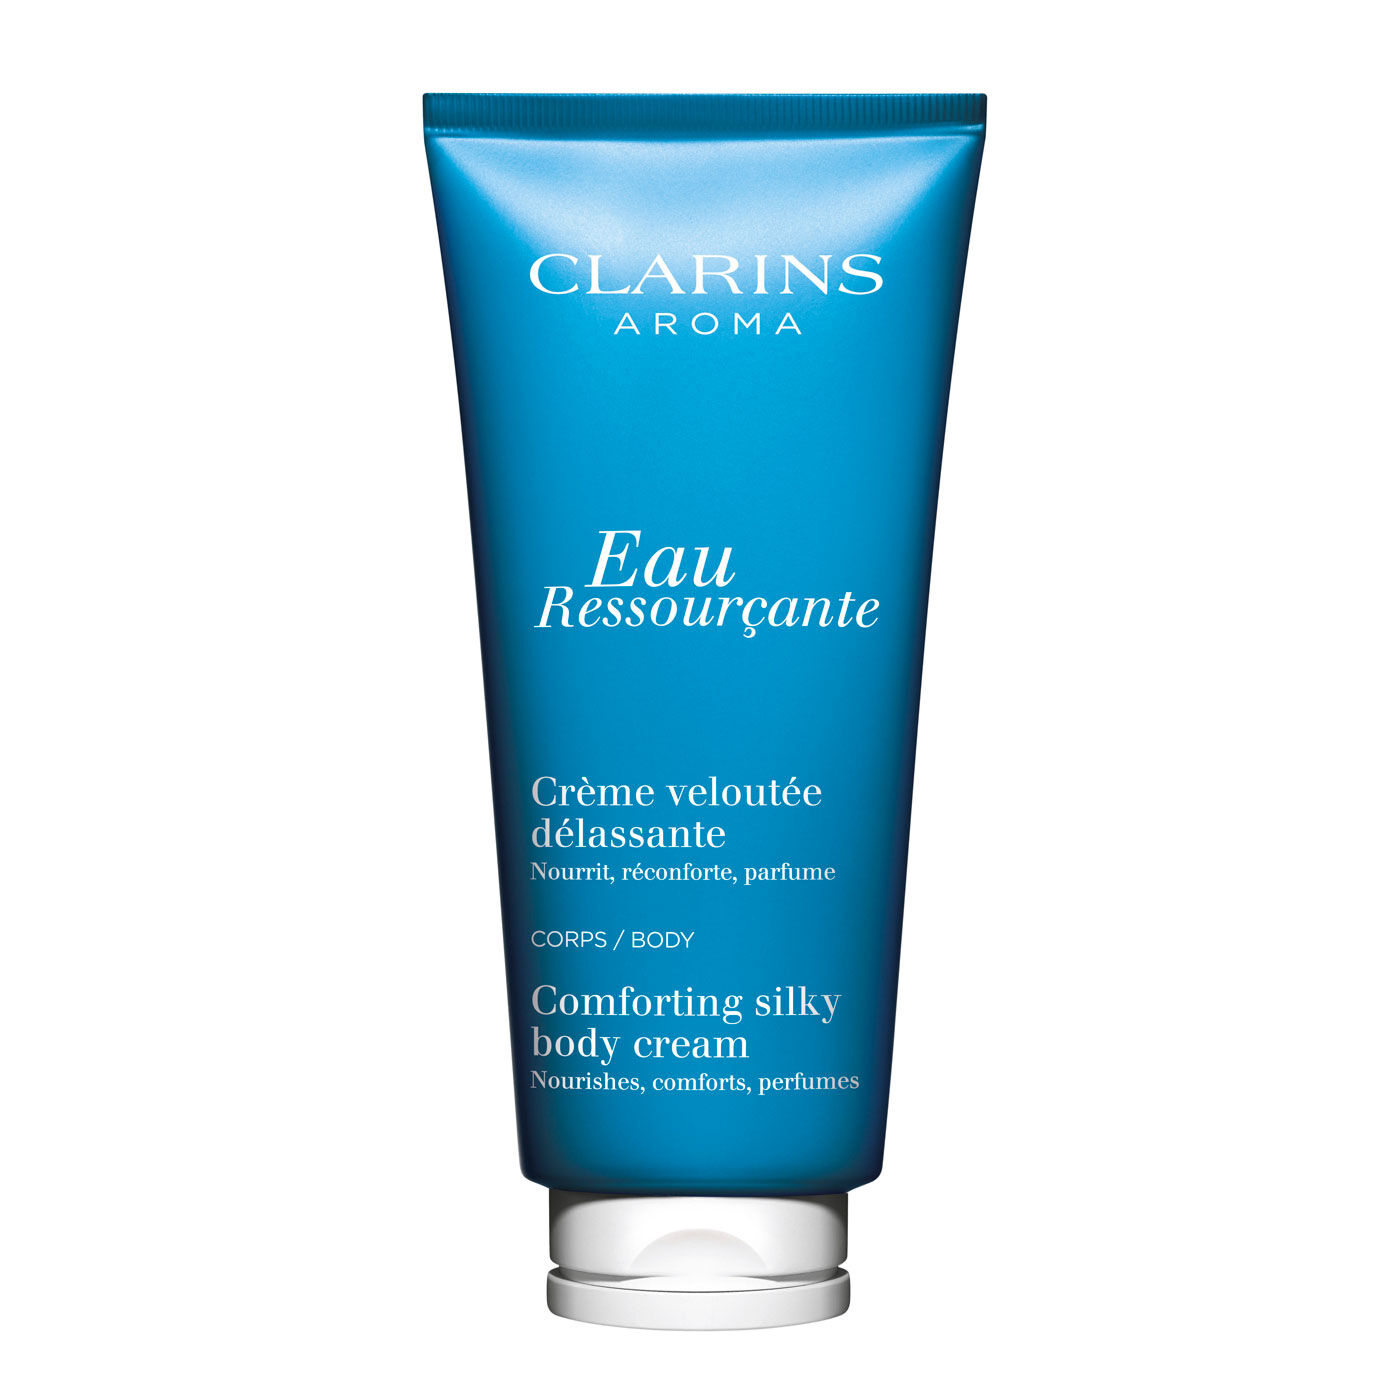 CLARINS
AROMA
Eau
Ressourçante
Crème veloutée
délassante
Nourrit, réconforte, parfume
CORPS / BODY
Comforting silky
body cream
Nourishes, comforts, perfumes